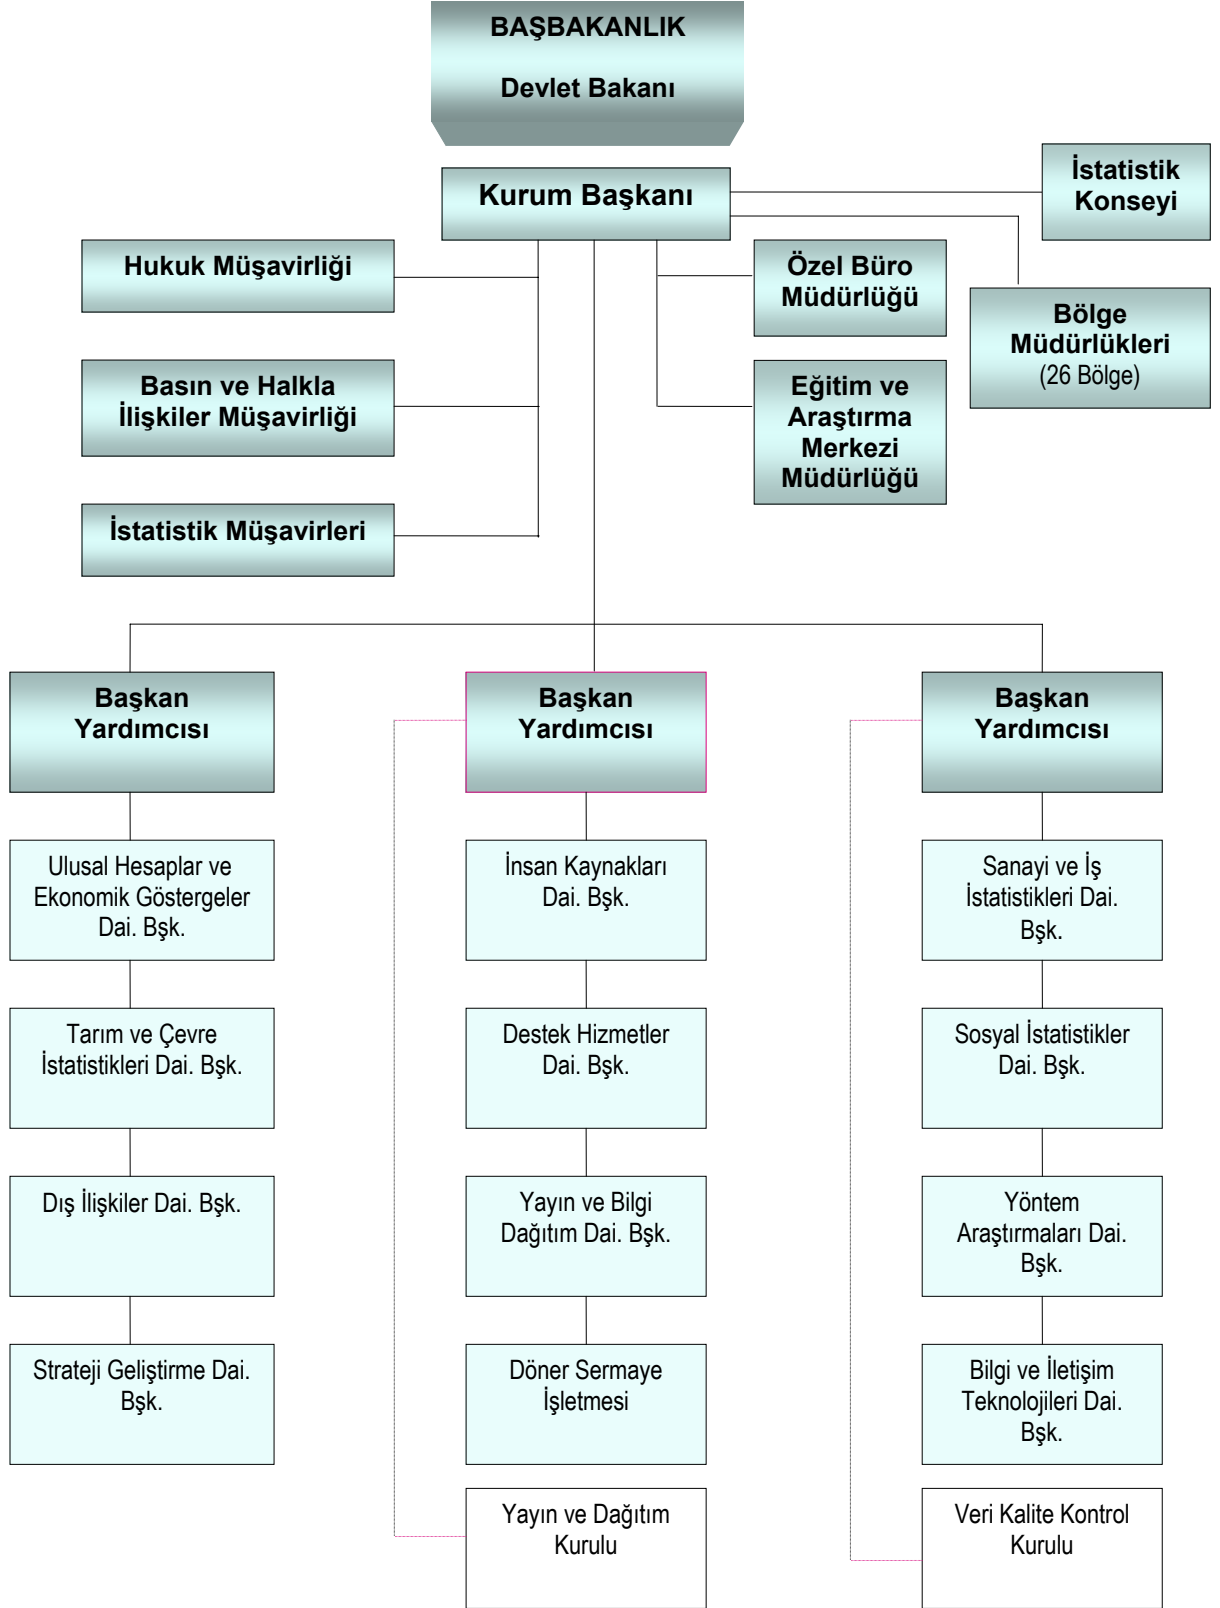 BAŞBAKANLIK
Devlet Bakanı
Kurum Başkanı
İstatistik
Konseyi
Hukuk Müşavirliği
Özel Büro
Müdürlüğü
Bölge
Müdürlükleri
(26 Bölge)
Basın ve Halkla
İlişkiler Müşavirliği
Eğitim ve
Araştırma
Merkezi
Müdürlüğü
İstatistik Müşavirleri
Başkan
Yardımcısı
Başkan
Yardımcısı
Başkan
Yardımcısı
Ulusal Hesaplar ve
Ekonomik Göstergeler
Dai. Bşk.
İnsan Kaynakları
Dai. Bşk.
Sanayi ve İş
İstatistikleri Dai.
Bşk.
Tarım ve Çevre
İstatistikleri Dai. Bşk.
Destek Hizmetler
Dai. Bşk.
Sosyal İstatistikler
Dai. Bşk.
Dış İlişkiler Dai. Bşk.
Yayın ve Bilgi
Dağıtım Dai. Bşk.
Yöntem
Araştırmaları Dai.
Bşk.
Strateji Geliştirme Dai.
Bşk.
Döner Sermaye
İşletmesi
Bilgi ve İletişim
Teknolojileri Dai.
Bşk.
Yayın ve Dağıtım
Kurulu
Veri Kalite Kontrol
Kurulu